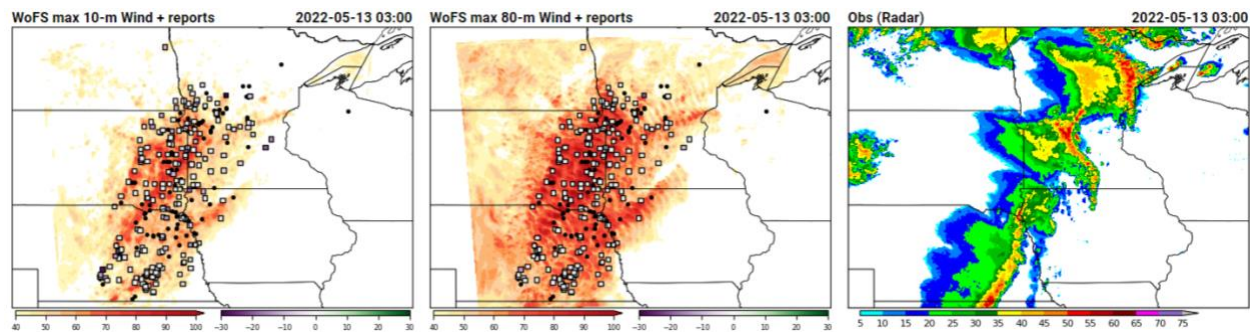 WoFS max 10-m Wind + reports 2022-05-13 03:00
WoFS max 80-m Wind + reports 2022-05-13 03:00
Obs (Radar) 2022-05-13 03:00
40 50 60 70 80 90 100 -30 -20 -10 0 10 20 30
40 50 60 70 80 90 100 -30 -20 -10 0 10 20 30
5 10 15 20 25 30 35 40 45 50 55 60 65 70 75